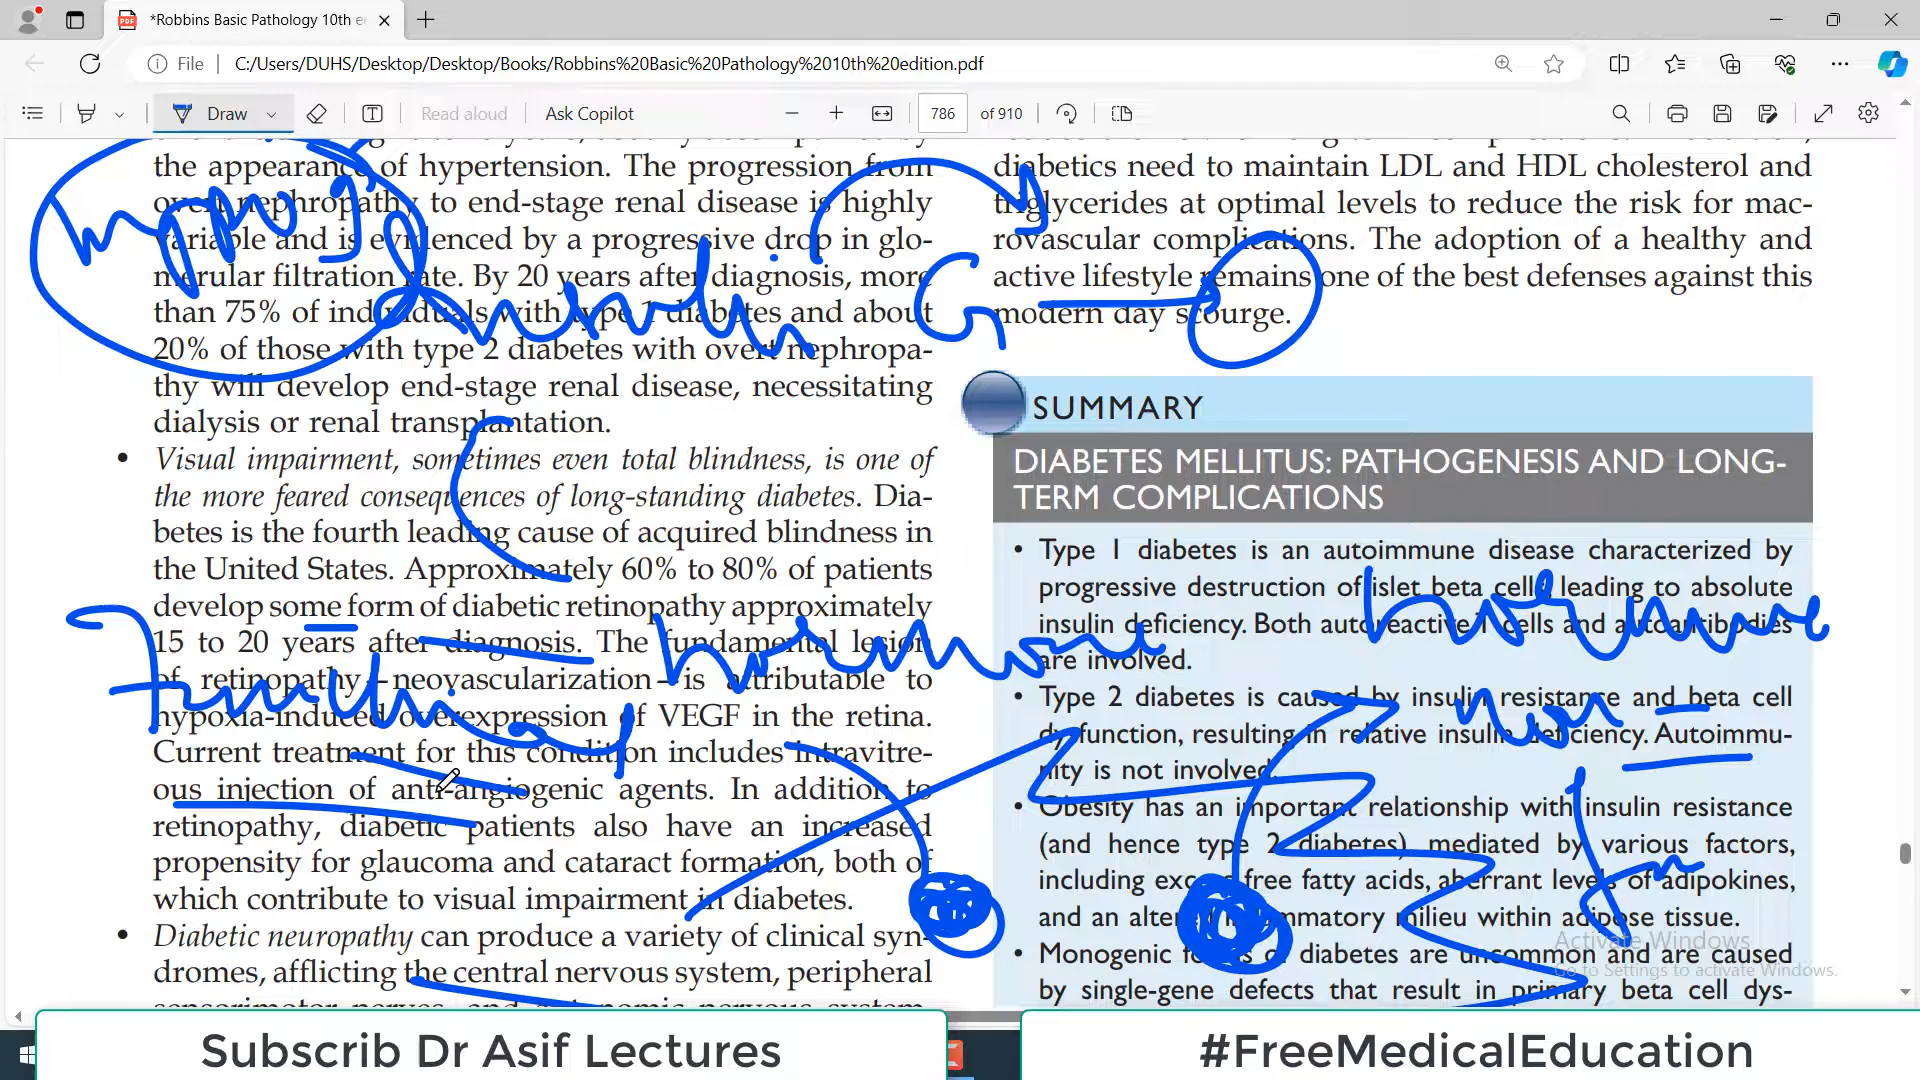 *Robbins Basic Pathology 10th e
File
C:/Users/DUHS/Desktop/Desktop/Books/Robbins%20Basic%20Pathology%2010th%20edition.pdf
Draw
Read aloud
Ask Copilot
786 of 910
the appearance of hypertension. The progression from
overt nephropathy to end-stage renal disease is highly
variable and is evidenced by a progressive drop in glo-
merular filtration rate. By 20 years after diagnosis, more
than 75% of individuals with type 1 diabetes and about
20% of those with type 2 diabetes with overt nephropa-
thy will develop end-stage renal disease, necessitating
dialysis or renal transplantation.
• Visual impairment, sometimes even total blindness, is one of
the more feared consequences of long-standing diabetes. Dia-
betes is the fourth leading cause of acquired blindness in
the United States. Approximately 60% to 80% of patients
develop some form of diabetic retinopathy approximately
15 to 20 years after diagnosis. The fundamental lesion
of retinopathy—neovascularization—is attributable to
hypoxia-induced overexpression of VEGF in the retina.
Current treatment for this condition includes intravitre-
ous injection of anti-angiogenic agents. In addition to
retinopathy, diabetic patients also have an increased
propensity for glaucoma and cataract formation, both of
which contribute to visual impairment in diabetes.
• Diabetic neuropathy can produce a variety of clinical syn-
dromes, afflicting the central nervous system, peripheral
diabetics need to maintain LDL and HDL cholesterol and
triglycerides at optimal levels to reduce the risk for mac-
rovascular complications. The adoption of a healthy and
active lifestyle remains one of the best defenses against this
modern day scourge.
SUMMARY
DIABETES MELLITUS: PATHOGENESIS AND LONG-
TERM COMPLICATIONS
• Type 1 diabetes is an autoimmune disease characterized by
progressive destruction of islet beta cells, leading to absolute
insulin deficiency. Both autoreactive T cells and autoantibodies
are involved.
• Type 2 diabetes is caused by insulin resistance and beta cell
dysfunction, resulting in relative insulin deficiency. Autoimmu-
nity is not involved.
• Obesity has an important relationship with insulin resistance
(and hence type 2 diabetes), mediated by various factors,
including excess free fatty acids, aberrant levels of adipokines,
and an altered inflammatory milieu within adipose tissue.
• Monogenic forms of diabetes are uncommon and are caused
by single-gene defects that result in primary beta cell dys-
insulin
G
Functional
hormone
hormone
non
Activate Windows
Go to Settings to activate Windows.
Subscrib Dr Asif Lectures
#FreeMedicalEducation